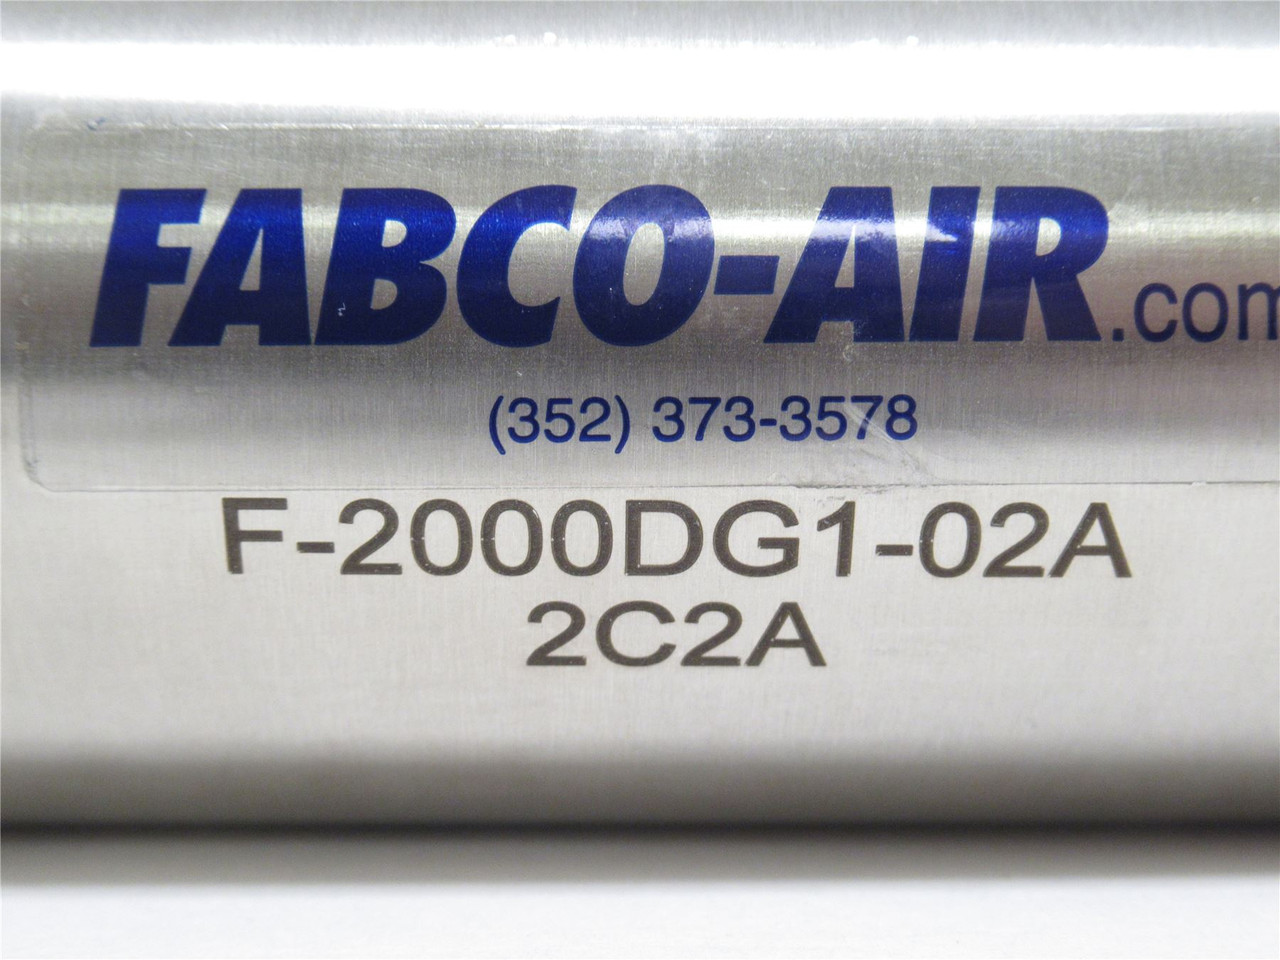 FABCO-AIR.com
(352) 373-3578
F-2000DG1-02A
2C2A